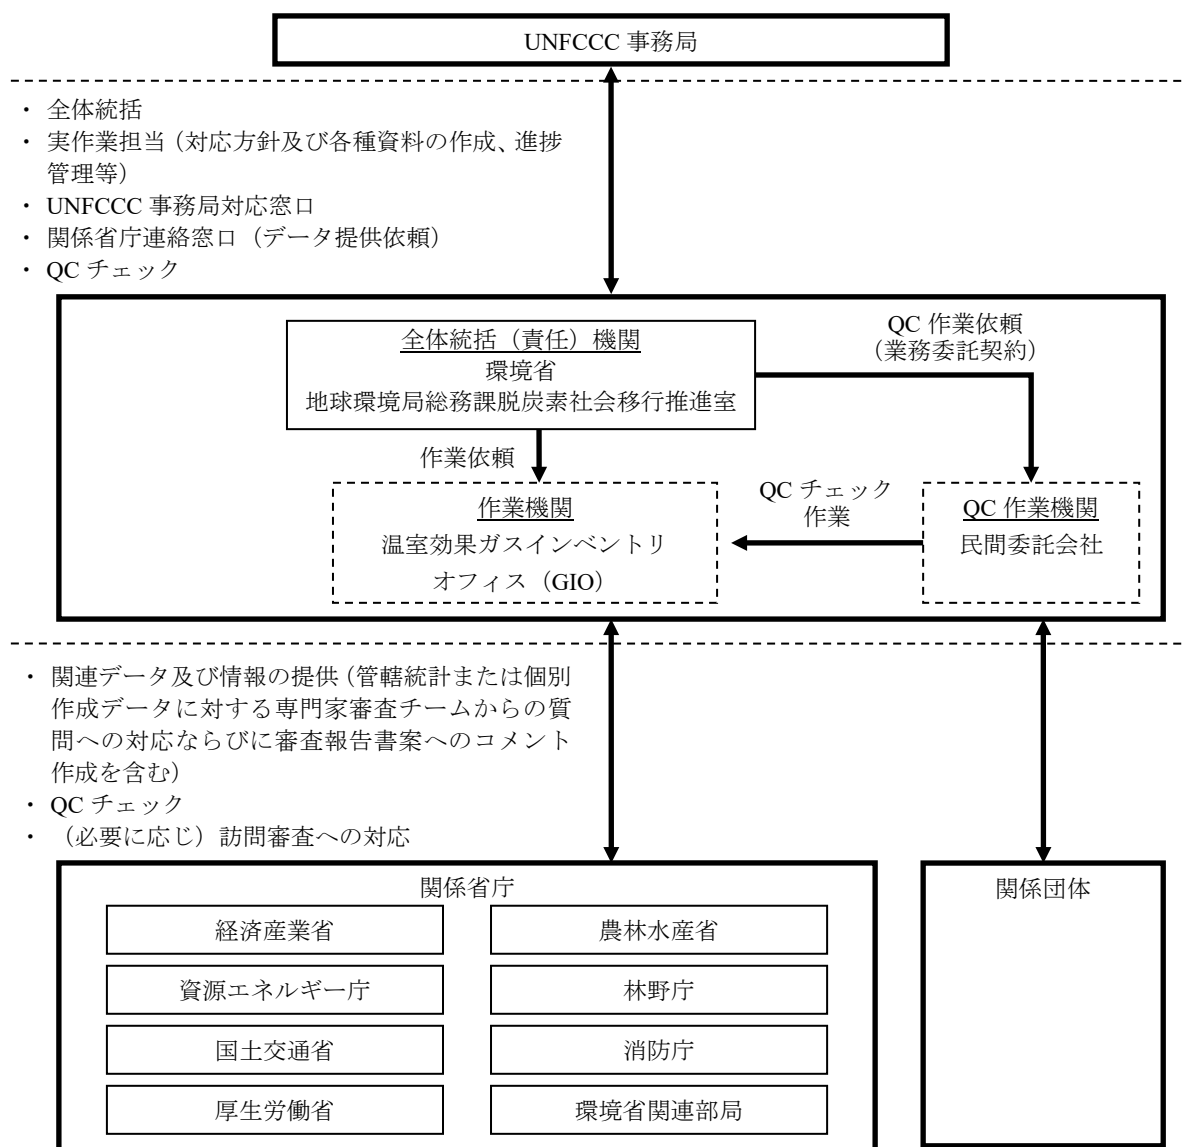 UNFCCC 事務局
・ 全体統括
・ 実作業担当（対応方針及び各種資料の作成、進捗
管理等）
・ UNFCCC 事務局対応窓口
・ 関係省庁連絡窓口（データ提供依頼）
・ QC チェック
全体統括（責任）機関
環境省
地球環境局総務課脱炭素社会移行推進室
QC 作業依頼
（業務委託契約）
作業依頼
作業機関
温室効果ガスインベントリ
オフィス（GIO）
QC チェック
作業
QC 作業機関
民間委託会社
・ 関連データ及び情報の提供（管轄統計または個別
作成データに対する専門家審査チームからの質
問への対応ならびに審査報告書案へのコメント
作成を含む）
・ QC チェック
・ （必要に応じ）訪問審査への対応
関係省庁
経済産業省
農林水産省
資源エネルギー庁
林野庁
国土交通省
消防庁
厚生労働省
環境省関連部局
関係団体